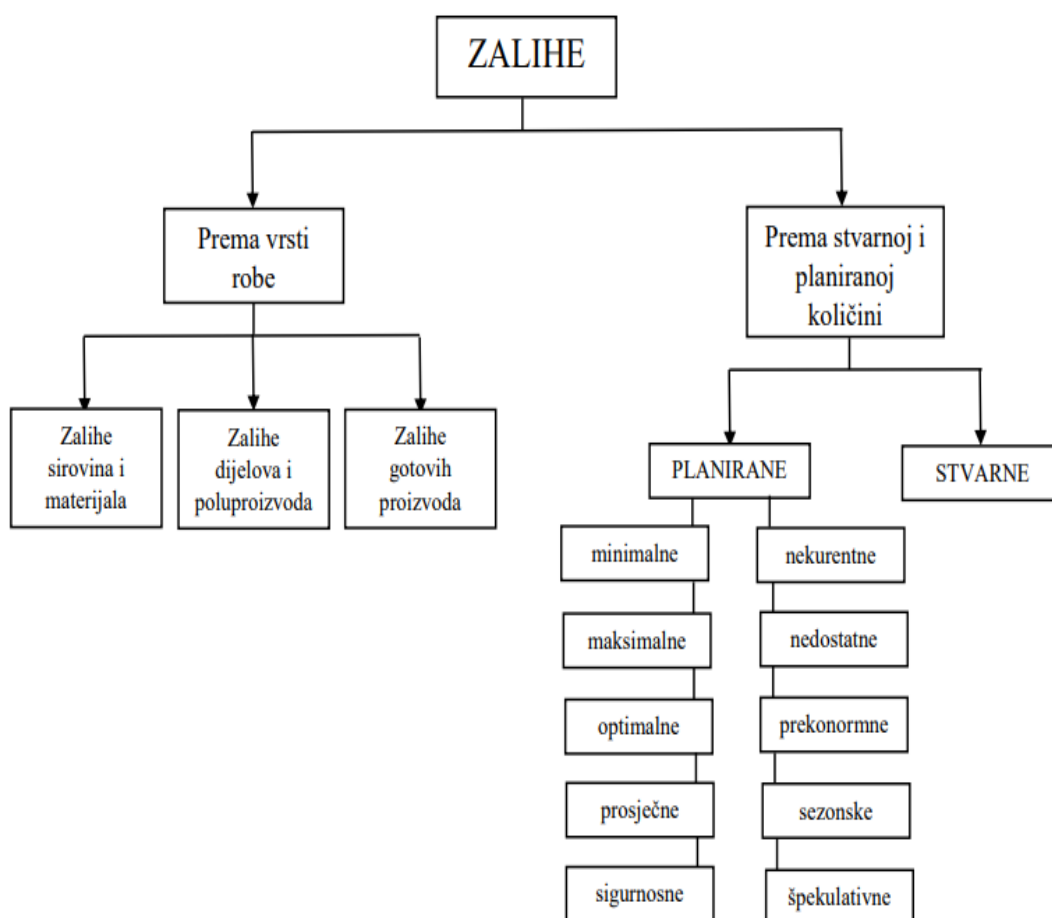 ZALIHE
Prema vrsti
robe
Prema stvarnoj i
planiranoj
količini
Zalihe
sirovina i
materijala
Zalihe
dijelova i
poluproizvoda
Zalihe
gotovih
proizvoda
PLANIRANE
STVARNE
minimalne
maksimalne
optimalne
prosječne
sigurnosne
nekurentne
nedostatne
prekonormne
sezonske
špekulativne